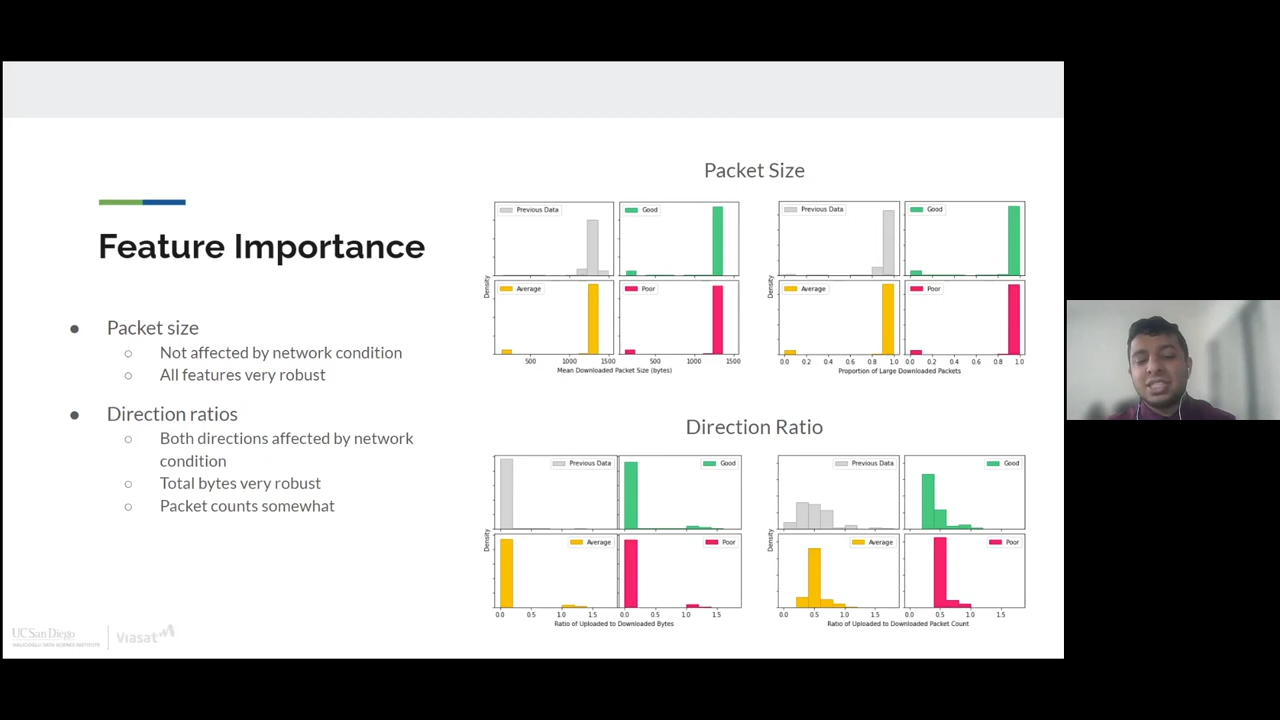 Feature Importance
● Packet size
○ Not affected by network condition
○ All features very robust
● Direction ratios
○ Both directions affected by network
condition
○ Total bytes very robust
○ Packet counts somewhat
UC San Diego
HALICIOĞLU DATA SCIENCE INSTITUTE
Viasat
Packet Size
Previous Data
Good
Average
Poor
Density
500 1000 1500 500 1000 1500
Mean Downloaded Packet Size (bytes)
Previous Data
Good
Average
Poor
Density
0.0 0.2 0.4 0.6 0.8 1.0 0.0 0.2 0.4 0.6 0.8 1.0
Proportion of Large Downloaded Packets
Direction Ratio
Previous Data
Good
Average
Poor
Density
0.0 0.5 1.0 1.5 0.0 0.5 1.0 1.5
Ratio of Uploaded to Downloaded Bytes
Previous Data
Good
Average
Poor
Density
0.0 0.5 1.0 1.5 0.0 0.5 1.0 1.5
Ratio of Uploaded to Downloaded Packet Count